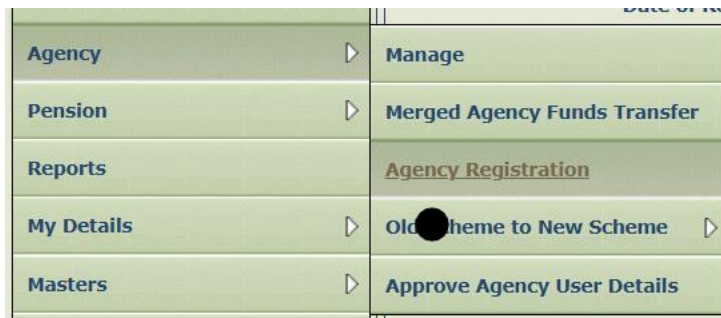 Agency
Pension
Reports
My Details
Masters
Manage
Merged Agency Funds Transfer
Agency Registration
to New Scheme
Approve Agency User Details